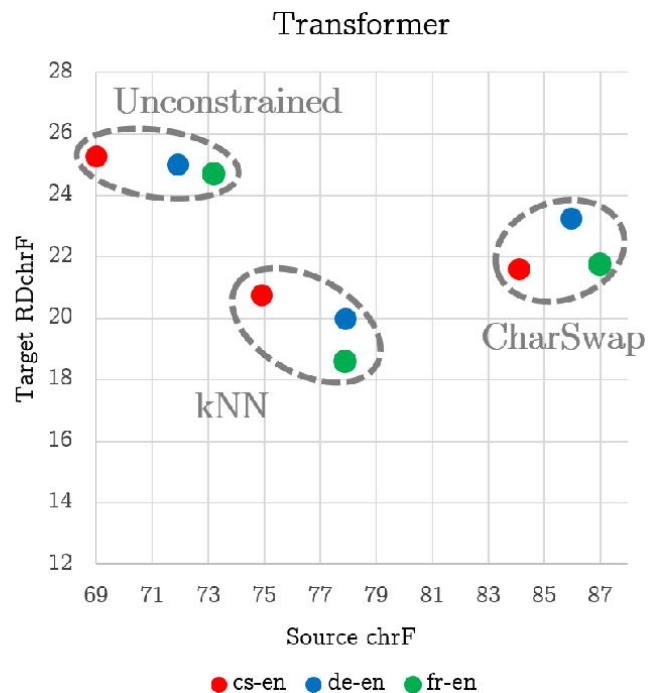 Transformer
28
Unconstrained
26
24
22
20
CharSwap
18
kNN
16
14
12
Target RDchrF
69 71 73 75 77 79 81 83 85 87
Source chrF
cs-en de-en fr-en